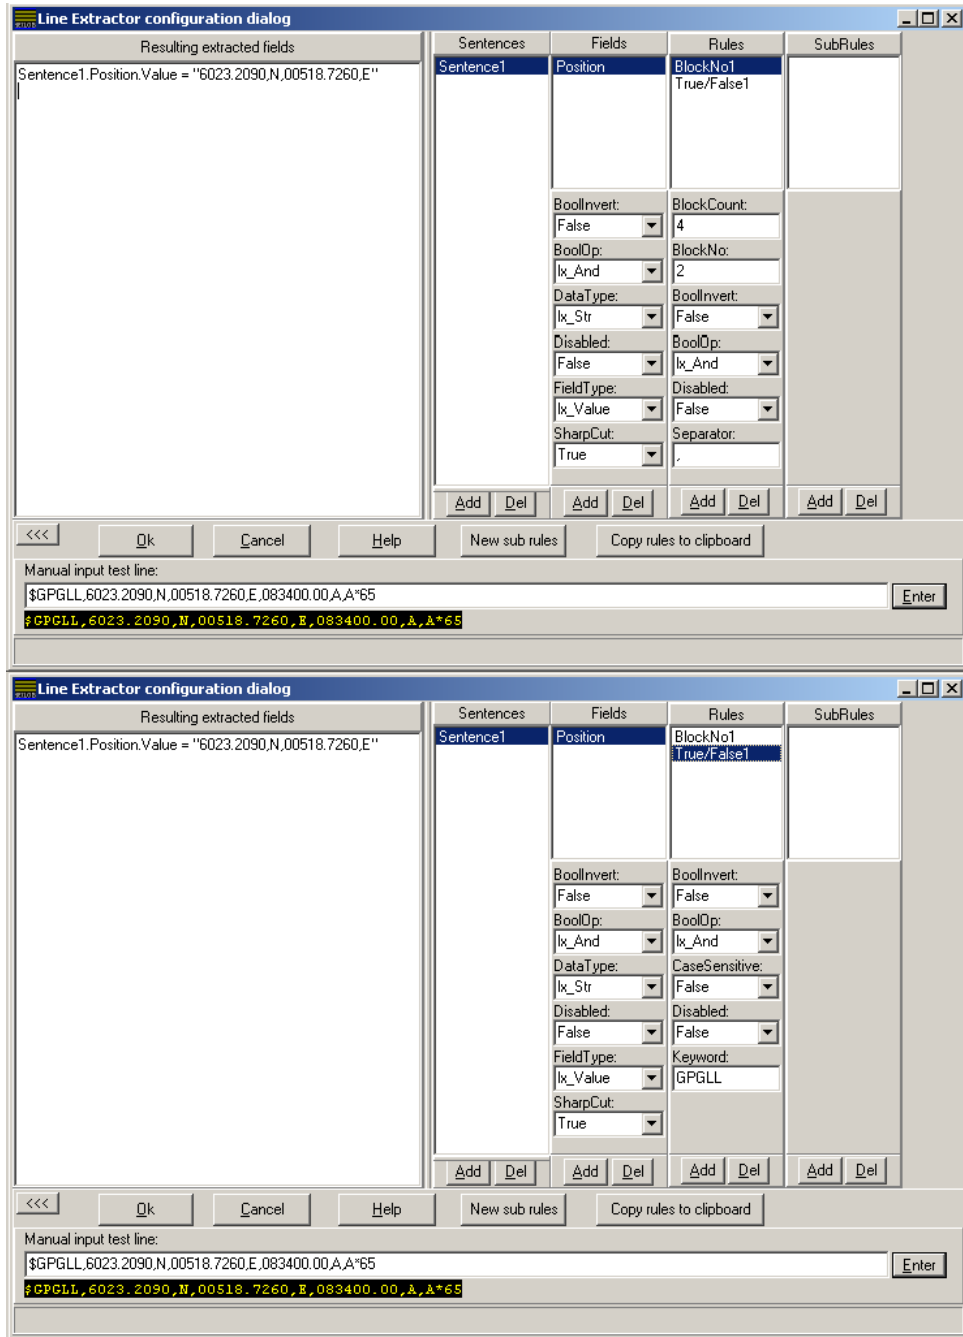 Line Extractor configuration dialog
Resulting extracted fields
Sentences
Fields
Rules
SubRules
Sentence1.Position.Value = "6023.2090,N,00518.7260,E"
Sentence1
Position
BlockNo1
True/False1
BoolInvert:
BlockCount:
False
4
BoolOp:
BlockNo:
lx_And
2
DataType:
BoolInvert:
lx_Str
False
Disabled:
BoolOp:
False
lx_And
FieldType:
Disabled:
lx_Value
False
SharpCut:
Separator:
True
,
Add Del
Add Del
Add Del
Add Del
<<<
Ok
Cancel
Help
New sub rules
Copy rules to clipboard
Manual input test line:
$GPGLL,6023.2090,N,00518.7260,E,083400.00,A,A*65
Enter
$GPGLL,6023.2090,N,00518.7260,E,083400.00,A,A*65
Line Extractor configuration dialog
Resulting extracted fields
Sentences
Fields
Rules
SubRules
Sentence1.Position.Value = "6023.2090,N,00518.7260,E"
Sentence1
Position
BlockNo1
True/False1
BoolInvert:
BoolInvert:
False
False
BoolOp:
BoolOp:
lx_And
lx_And
DataType:
CaseSensitive:
lx_Str
False
Disabled:
Disabled:
False
False
FieldType:
Keyword:
lx_Value
GPGLL
SharpCut:
True
Add Del
Add Del
Add Del
Add Del
<<<
Ok
Cancel
Help
New sub rules
Copy rules to clipboard
Manual input test line:
$GPGLL,6023.2090,N,00518.7260,E,083400.00,A,A*65
Enter
$GPGLL,6023.2090,N,00518.7260,E,083400.00,A,A*65